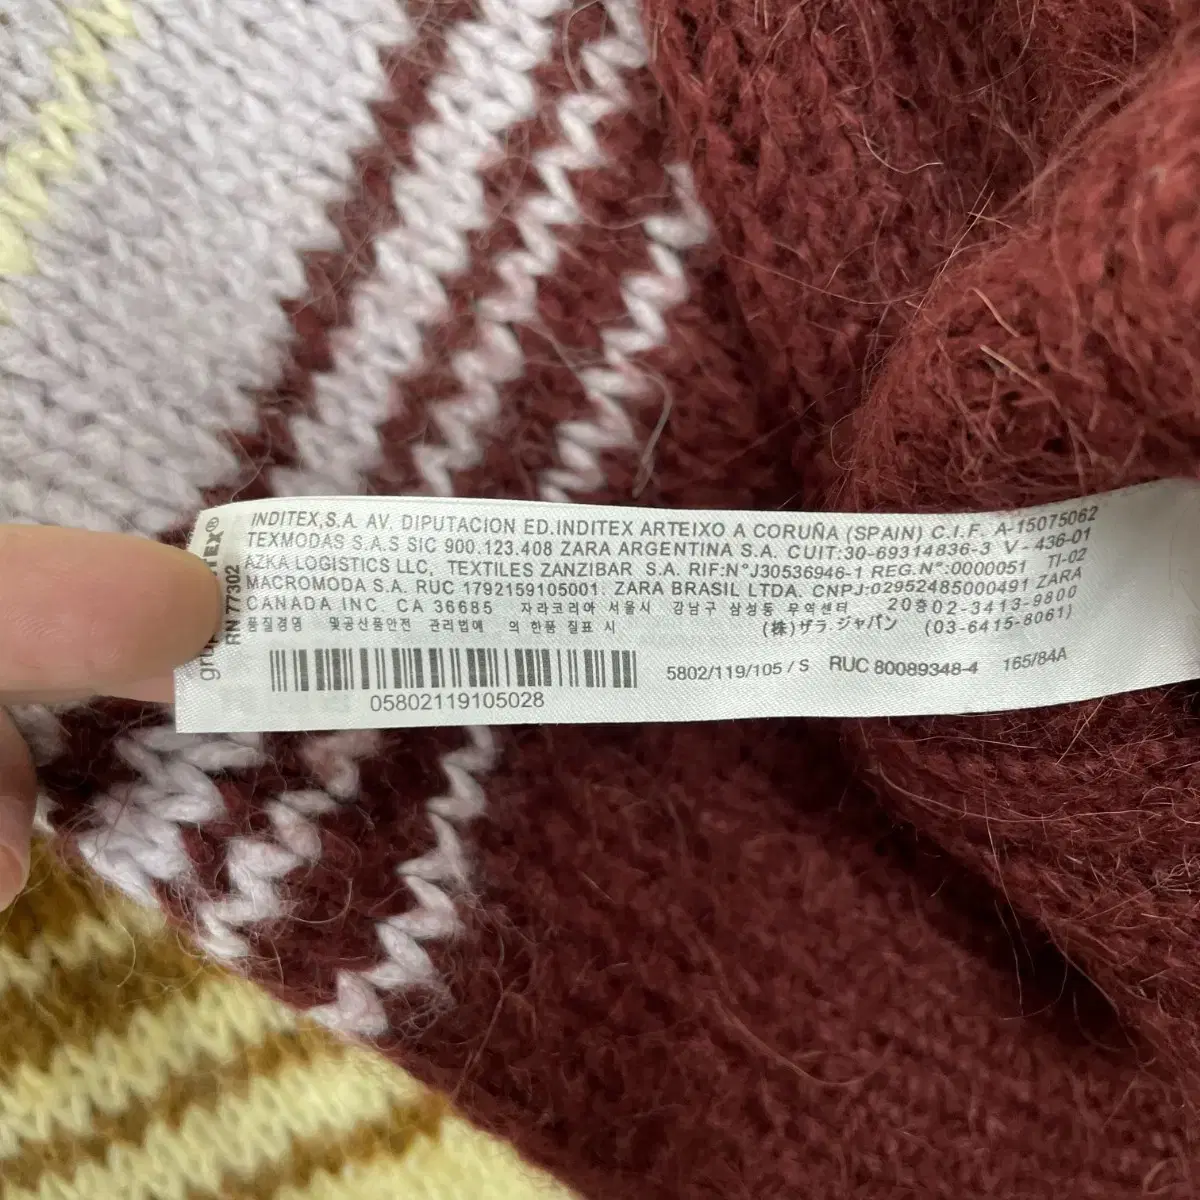 INDITEX,S.A. AV. DIPUTACION ED.INDITEX ARTEIXO A CORUÑA (SPAIN) C.I.F. A-15075062
TEXMODAS S.A.S SIC 900.123.408 ZARA ARGENTINA S.A. CUIT:30-69314836-3 V-436-01
AZKA LOGISTICS LLC, TEXTILES ZANZIBAR S.A. RIF:N°J30536946-1 REG.N°:0000051 TI-02
MACROMODA S.A. RUC 1792159105001. ZARA BRASIL LTDA. CNPJ:02952485000491 ZARA
CANADA INC. CA 36685 자라코리아 서울시 강남구 삼성동 무역센터 20층02-3413-9800
품질경영 및공산품안전 관리법에 의 한품 질표 시 (株)ザラ.ジャパン (03-6415-8061)
RN 77302
05802119105028
5802/119/105 / S RUC 80089348-4 165/84A